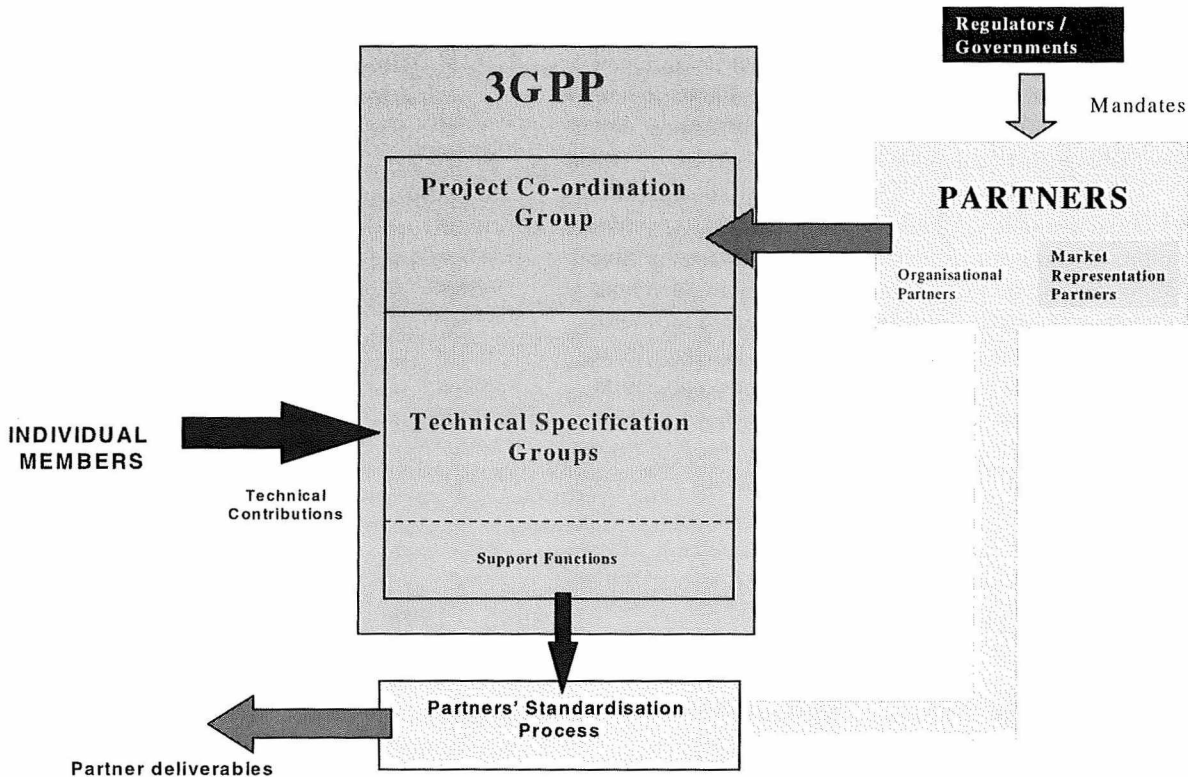 Regulators /
Governments
3GPP
Mandates
Project Co-ordination
Group
PARTNERS
Organisational
Partners
Market
Representation
Partners
Technical Specification
Groups
INDIVIDUAL
MEMBERS
Technical
Contributions
Support Functions
Partners' Standardisation
Process
Partner deliverables